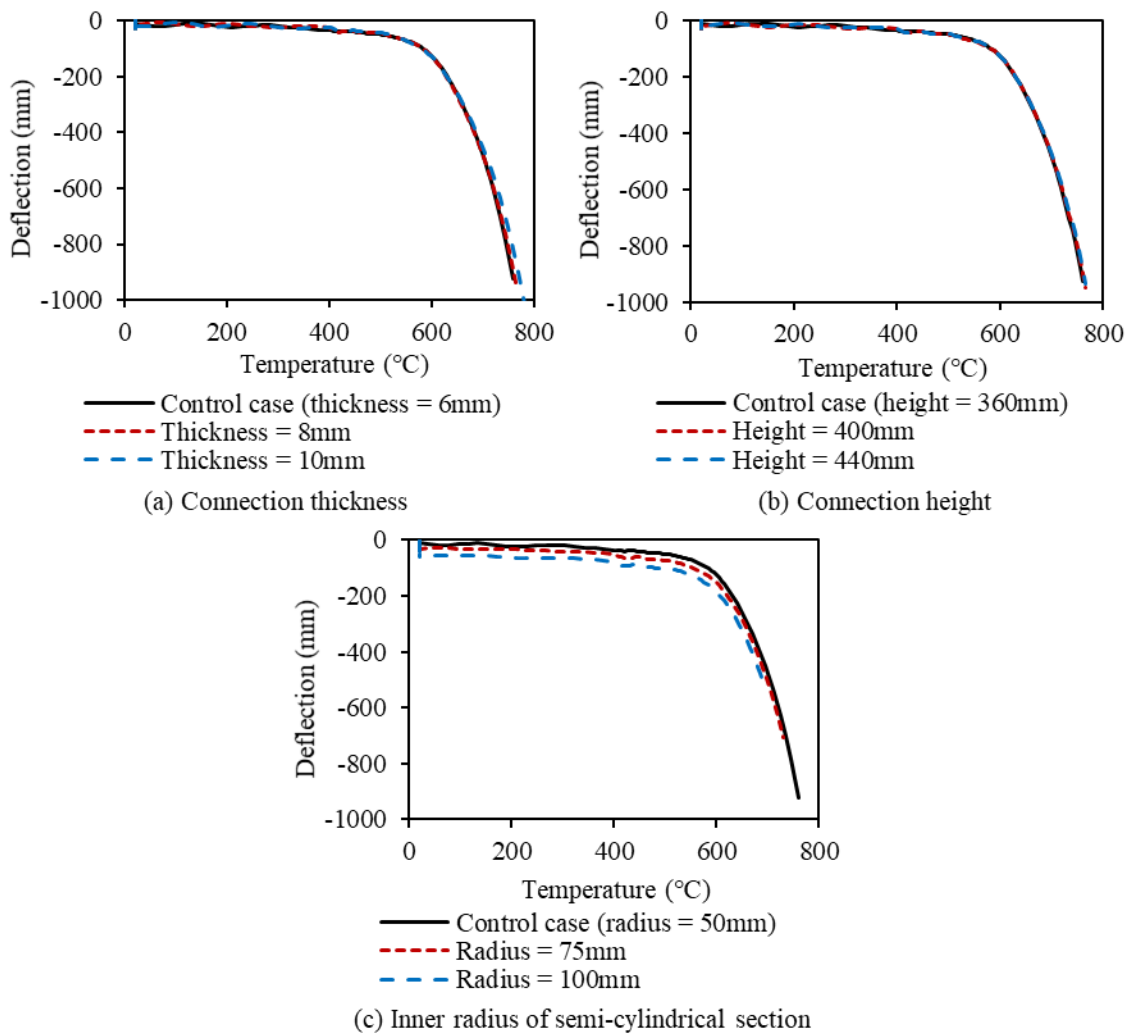 0
-200
-400
-600
-800
-1000
Deflection (mm)
0 200 400 600 800
Temperature (°C)
Control case (thickness = 6mm)
Thickness = 8mm
Thickness = 10mm
(a) Connection thickness
0
-200
-400
-600
-800
-1000
Deflection (mm)
0 200 400 600 800
Temperature (°C)
Control case (height = 360mm)
Height = 400mm
Height = 440mm
(b) Connection height
0
-200
-400
-600
-800
-1000
Deflection (mm)
0 200 400 600 800
Temperature (°C)
Control case (radius = 50mm)
Radius = 75mm
Radius = 100mm
(c) Inner radius of semi-cylindrical section